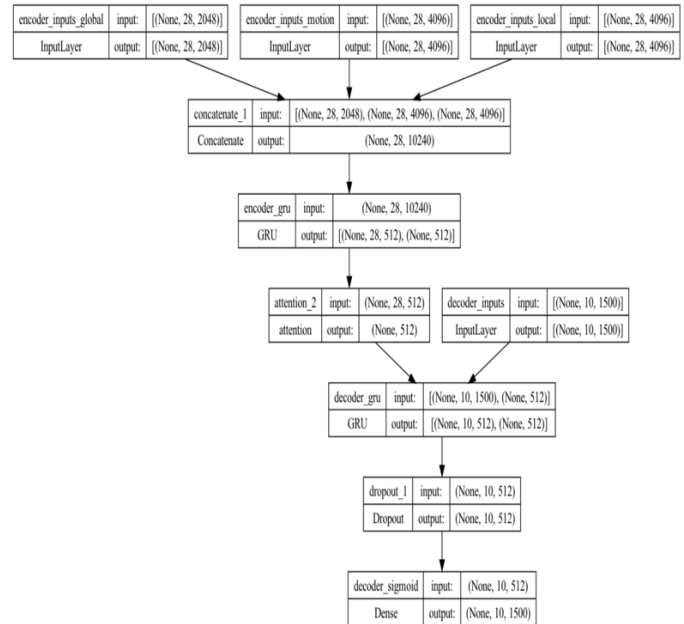 encoder_inputs_global input: [(None, 28, 2048)]
InputLayer output: [(None, 28, 2048)]
encoder_inputs_motion input: [(None, 28, 4096)]
InputLayer output: [(None, 28, 4096)]
encoder_inputs_local input: [(None, 28, 4096)]
InputLayer output: [(None, 28, 4096)]
concatenate_1 input: [(None, 28, 2048), (None, 28, 4096), (None, 28, 4096)]
Concatenate output: (None, 28, 10240)
encoder_gru input: (None, 28, 10240)
GRU output: [(None, 28, 512), (None, 512)]
attention_2 input: (None, 28, 512)
attention output: (None, 512)
decoder_inputs input: [(None, 10, 1500)]
InputLayer output: [(None, 10, 1500)]
decoder_gru input: [(None, 10, 1500), (None, 512)]
GRU output: [(None, 10, 512), (None, 512)]
dropout_1 input: (None, 10, 512)
Dropout output: (None, 10, 512)
decoder_sigmoid input: (None, 10, 512)
Dense output: (None, 10, 1500)